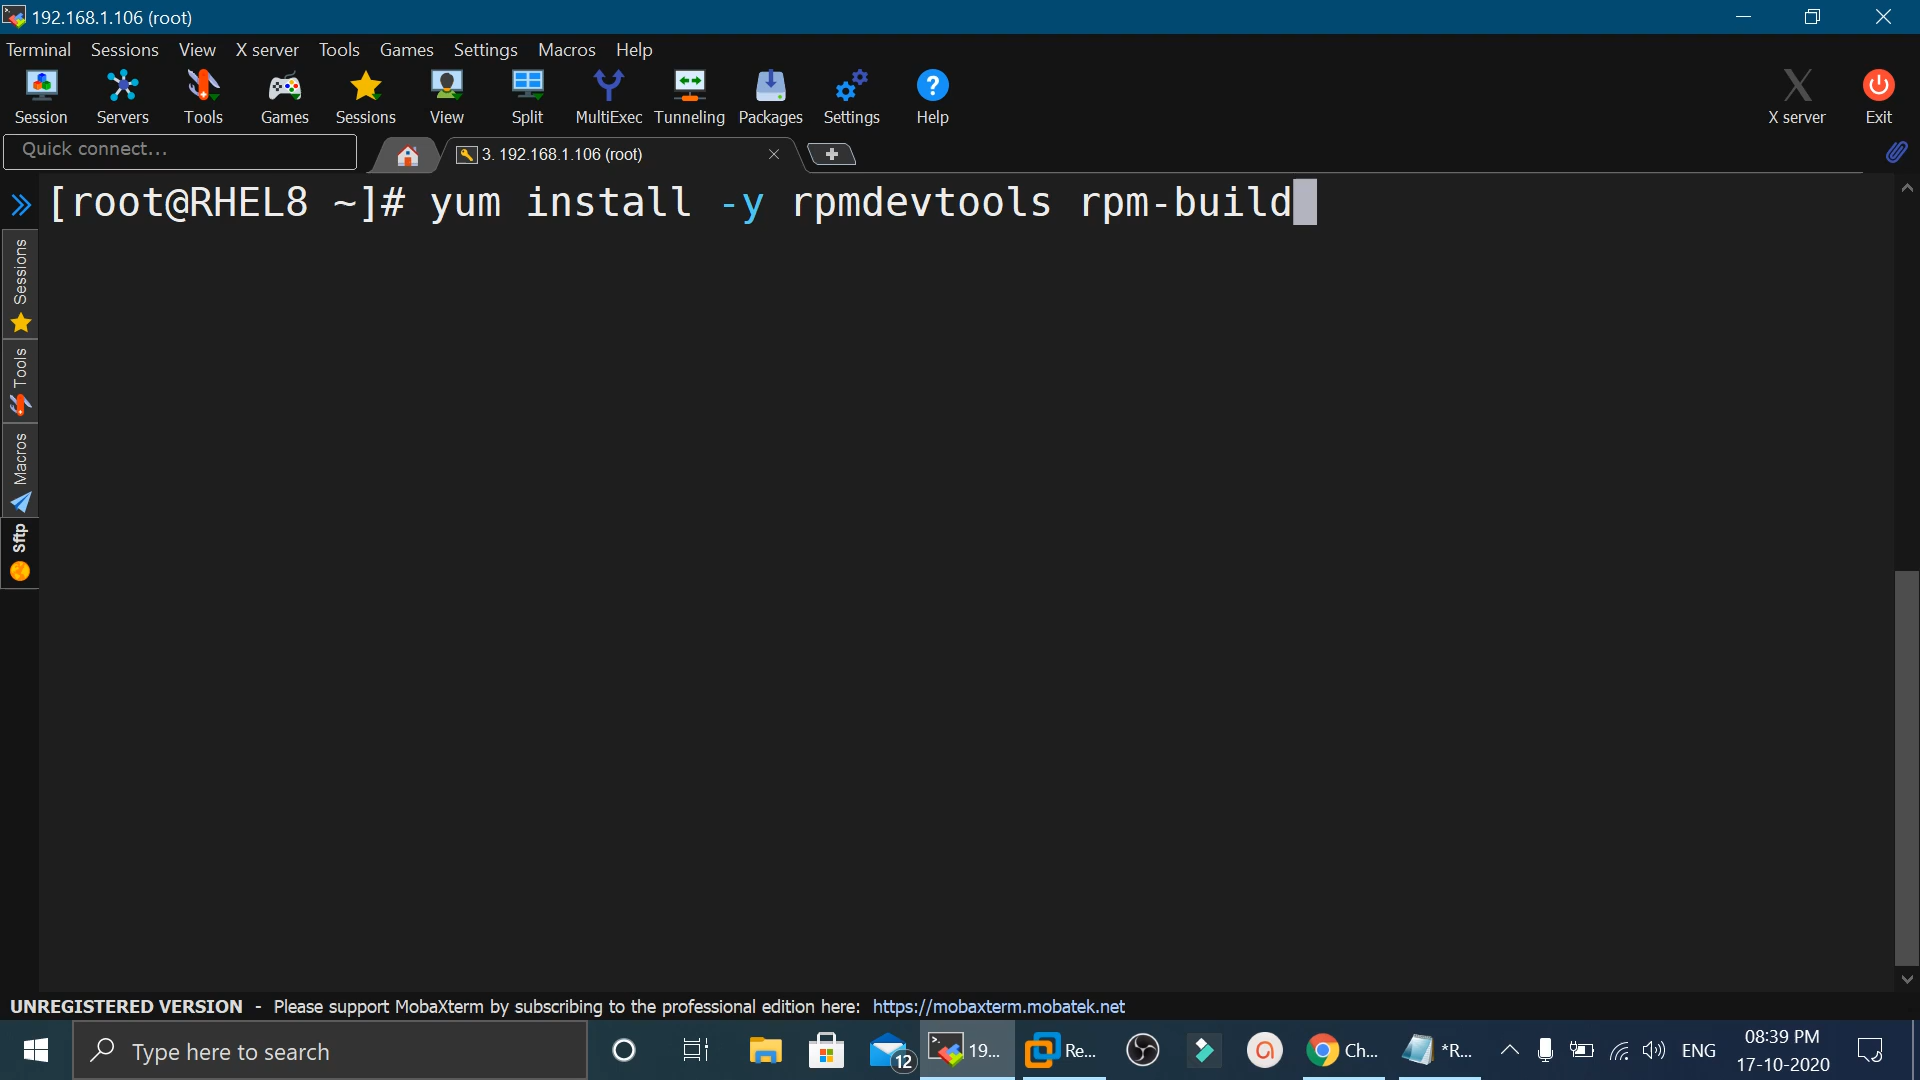 192.168.1.106 (root)
Terminal Sessions View X server Tools Games Settings Macros Help
Session Servers Tools Games Sessions View Split MultiExec Tunneling Packages Settings Help X server Exit
Quick connect...
3. 192.168.1.106 (root)
[root@RHEL8 ~]# yum install -y rpmdevtools rpm-build
Sessions
Tools
Macros
Sftp
UNREGISTERED VERSION - Please support MobaXterm by subscribing to the professional edition here: https://mobaxterm.mobatek.net
Type here to search
12
19...
Re...
Ch...
*R...
ENG
08:39 PM
17-10-2020